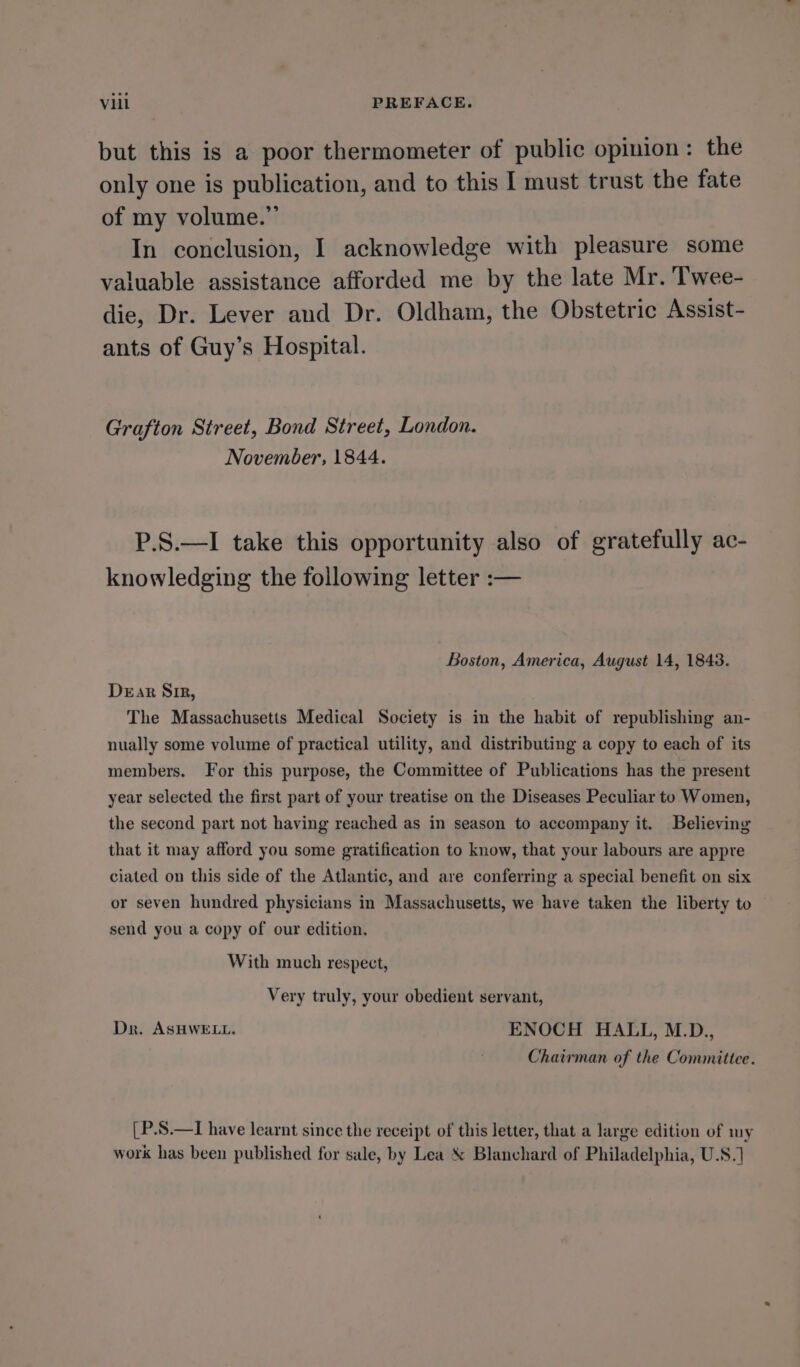 viii PREFACE.
but this is a poor thermometer of public opinion: the
only one is publication, and to this I must trust the fate
of my volume.”
In conclusion, I acknowledge with pleasure some
valuable assistance afforded me by the late Mr. Twee-
die, Dr. Lever and Dr. Oldham, the Obstetric Assist-
ants of Guy’s Hospital.
Grafton Street, Bond Street, London.
November, 1844.
P.S.—I take this opportunity also of gratefully ac-
knowledging the following letter :—
Boston, America, August 14, 1843.
DEAR SIR,
The Massachusetts Medical Society is in the habit of republishing an-
nually some volume of practical utility, and distributing a copy to each of its
members. For this purpose, the Committee of Publications has the present
year selected the first part of your treatise on the Diseases Peculiar to Women,
the second part not having reached as in season to accompany it. Believing
that it may afford you some gratification to know, that your labours are appre
ciated on this side of the Atlantic, and are conferring a special benefit on six
or seven hundred physicians in Massachusetts, we have taken the liberty to
send you a copy of our edition.
With much respect,
Very truly, your obedient servant,
DR. ASHWELL. ENOCH HALL, M.D.,
Chairman of the Committee.
[P.S.—I have learnt since the receipt of this letter, that a large edition of my
work has been published for sale, by Lea & Blanchard of Philadelphia, U.S.]